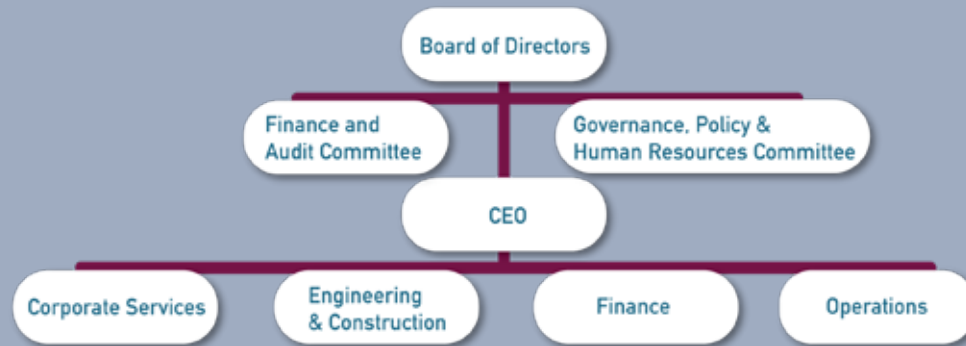 Board of Directors
Finance and
Audit Committee
Governance, Policy &
Human Resources Committee
CEO
Corporate Services
Engineering
& Construction
Finance
Operations